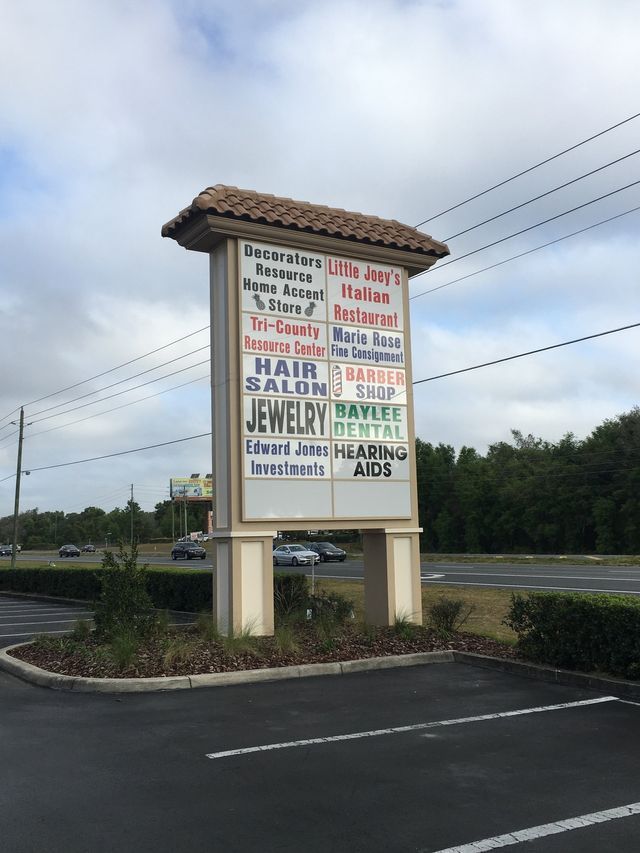 Decorators
Resource
Home Accent
Store
Little Joey's
Italian
Restaurant
Tri-County
Resource Center
Marie Rose
Fine Consignment
HAIR
SALON
BARBER
SHOP
JEWELRY
BAYLEE
DENTAL
Edward Jones
Investments
HEARING
AIDS